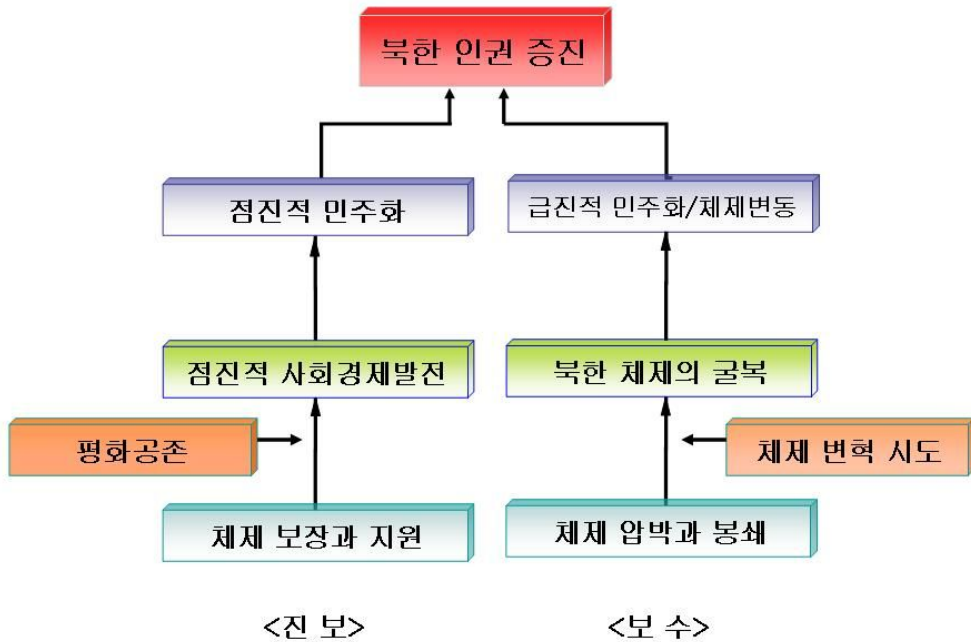 북한 인권 증진
점진적 민주화
급진적 민주화/체제변동
점진적 사회경제발전
북한 체제의 굴복
평화공존
체제 변혁 시도
체제 보장과 지원
체제 압박과 봉쇄
<진 보>
<보 수>